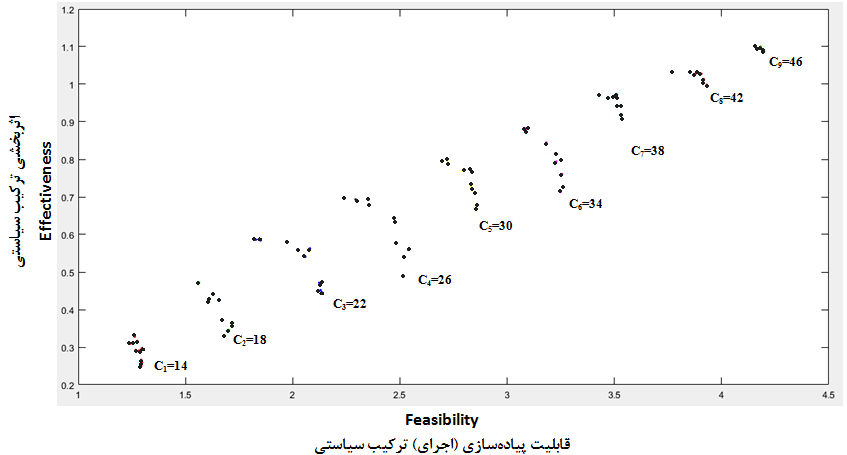 اثربخشی ترکیب سیاستی
Effectiveness
1.2
1.1
1
0.9
0.8
0.7
0.6
0.5
0.4
0.3
0.2
C₉=46
C₈=42
C₇=38
C₆=34
C₅=30
C₄=26
C₃=22
C₂=18
C₁=14
1 1.5 2 2.5 3 3.5 4 4.5
Feasibility
قابلیت پیاده‌سازی (اجرای) ترکیب سیاستی